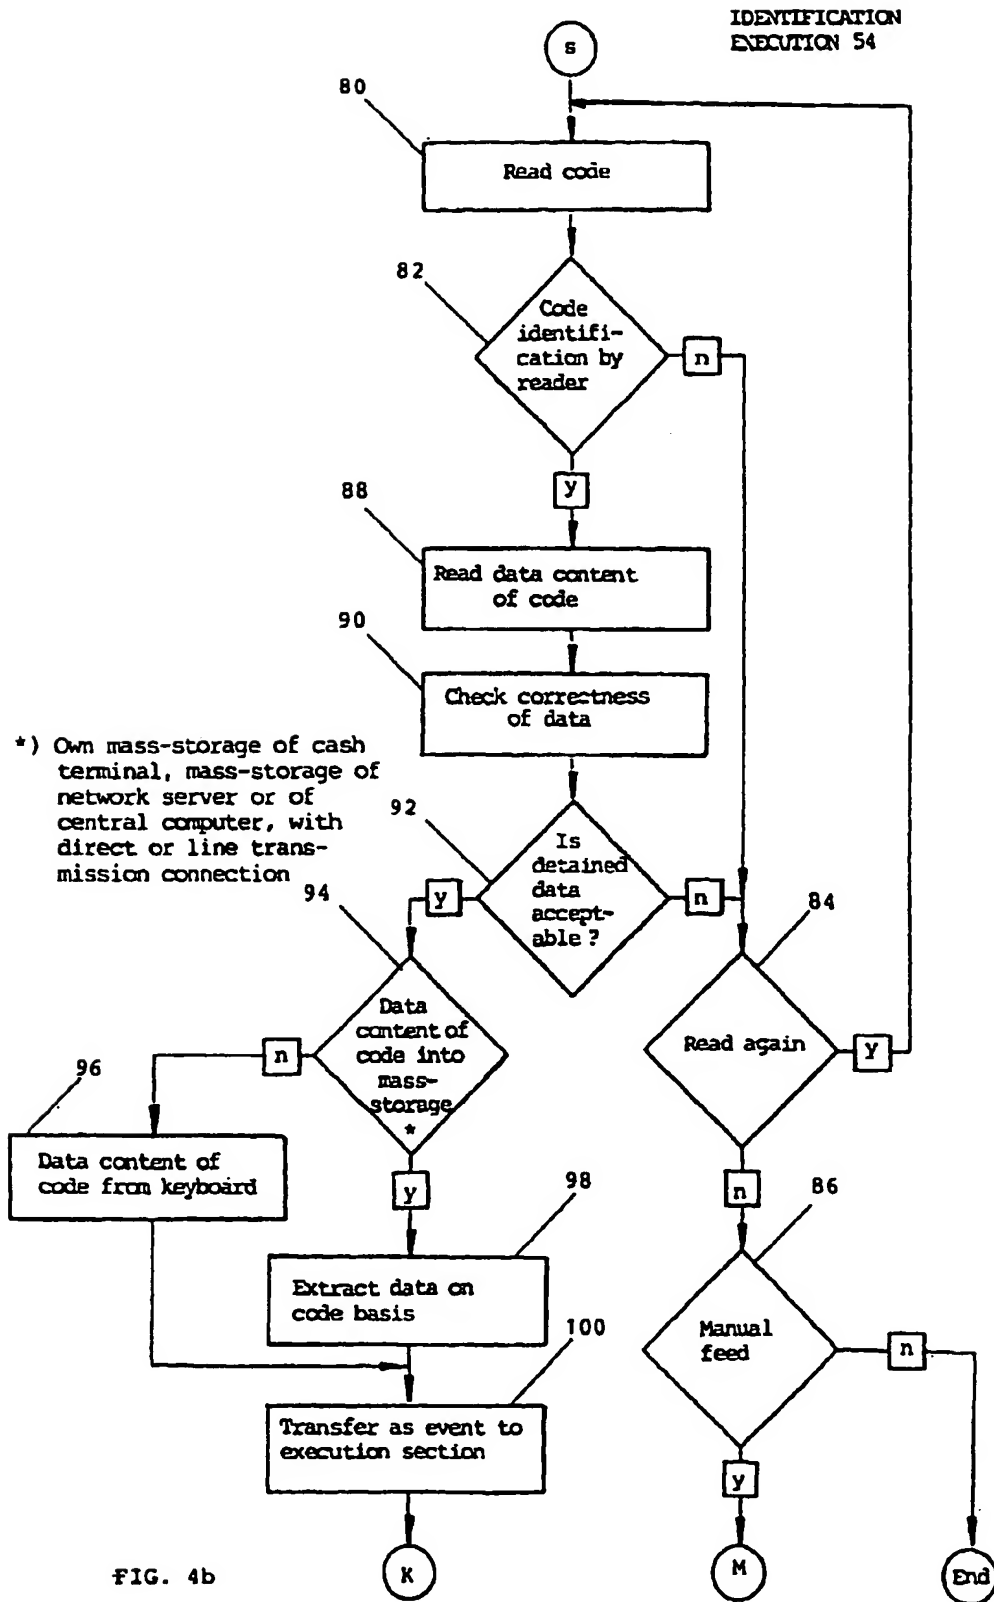 IDENTIFICATION
EXECUTION 54
s
80
Read code
82
Code
identifi-
cation by
reader
n
y
88
Read data content
of code
90
Check correctness
of data
*) Own mass-storage of cash
terminal, mass-storage of
network server or of
central computer, with
direct or line trans-
mission connection
92
Is
detained
data
accept-
able?
y
n
94
84
Data
content of
code into
mass-
storage
*
n
Read again
y
96
Data content of
code from keyboard
y
n
98
86
Extract data on
code basis
Manual
feed
n
100
Transfer as event to
execution section
y
K
M
End
FIG. 4b